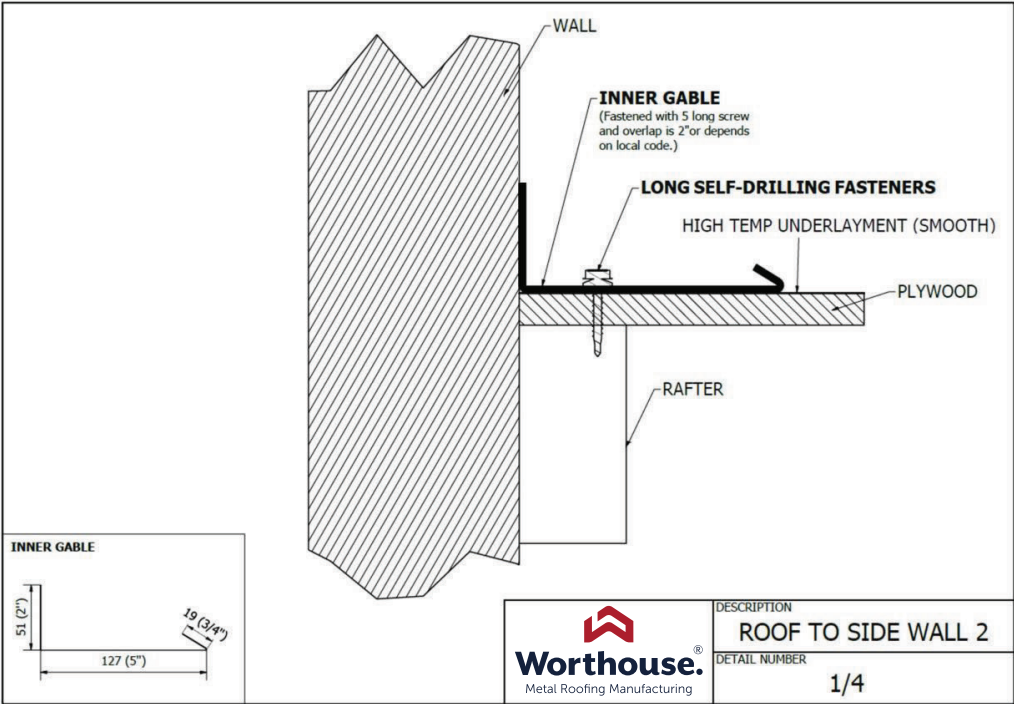 WALL
INNER GABLE
(Fastened with 5 long screw
and overlap is 2"or depends
on local code.)
LONG SELF-DRILLING FASTENERS
HIGH TEMP UNDERLAYMENT (SMOOTH)
PLYWOOD
RAFTER
INNER GABLE
51 (2")
19 (3/4")
127 (5")
Worthouse.®
Metal Roofing Manufacturing
DESCRIPTION
ROOF TO SIDE WALL 2
DETAIL NUMBER
1/4